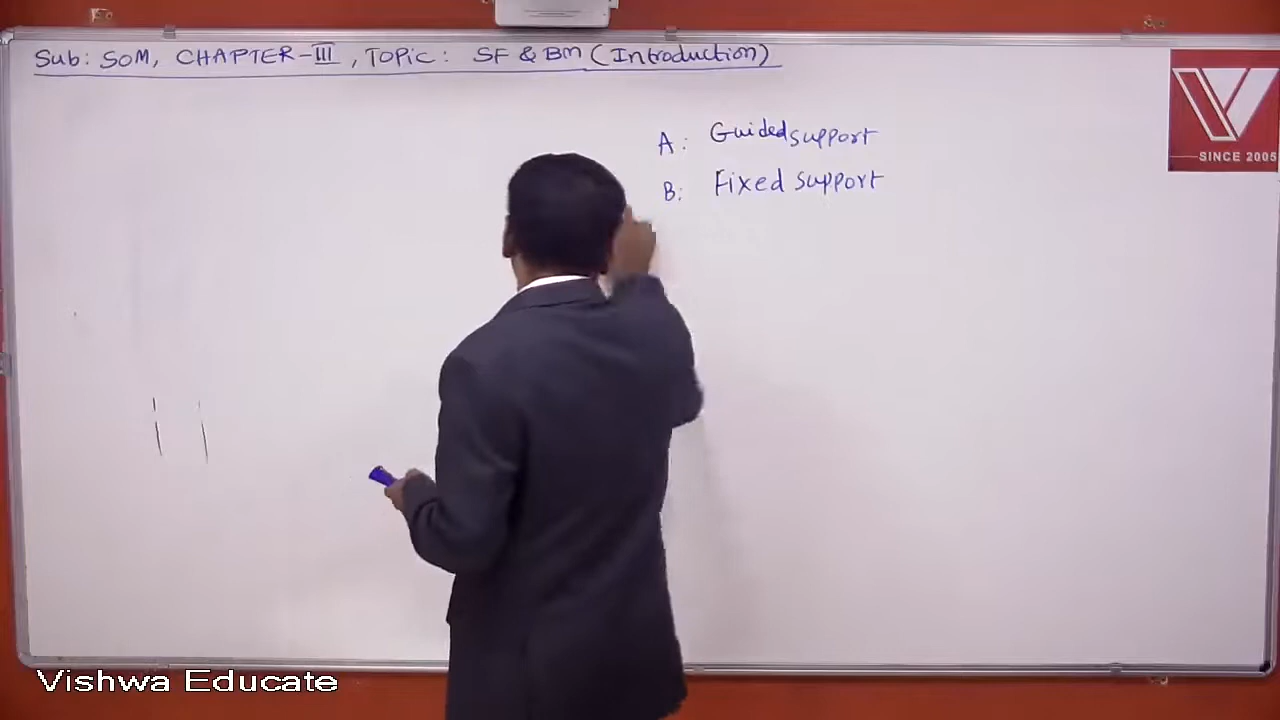 Sub: SOM, CHAPTER-III, TOPIC: SF & BM (Introduction)
A: Guided support
B: Fixed support
V
SINCE 2005
Vishwa Educate